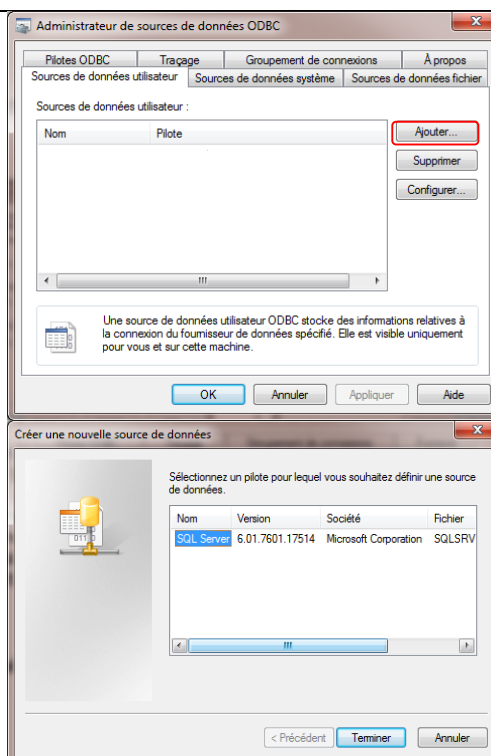 Administrateur de sources de données ODBC
Pilotes ODBC Traçage Groupement de connexions À propos
Sources de données utilisateur Sources de données système Sources de données fichier
Sources de données utilisateur :
Nom Pilote
Ajouter...
Supprimer
Configurer...
Une source de données utilisateur ODBC stocke des informations relatives à
la connexion du fournisseur de données spécifié. Elle est visible uniquement
pour vous et sur cette machine.
OK Annuler Appliquer Aide
Créer une nouvelle source de données
Sélectionnez un pilote pour lequel vous souhaitez définir une source
de données.
Nom Version Société Fichier
SQL Server 6.01.7601.17514 Microsoft Corporation SQLSRV
< Précédent Terminer Annuler